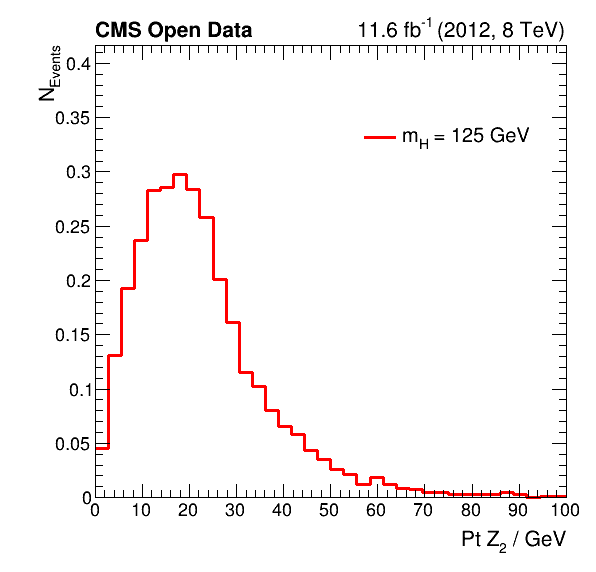 CMS Open Data 11.6 fb⁻¹ (2012, 8 TeV)
N_Events
0.4
0.35
m_H = 125 GeV
0.3
0.25
0.2
0.15
0.1
0.05
0
0 10 20 30 40 50 60 70 80 90 100
Pt Z₂ / GeV